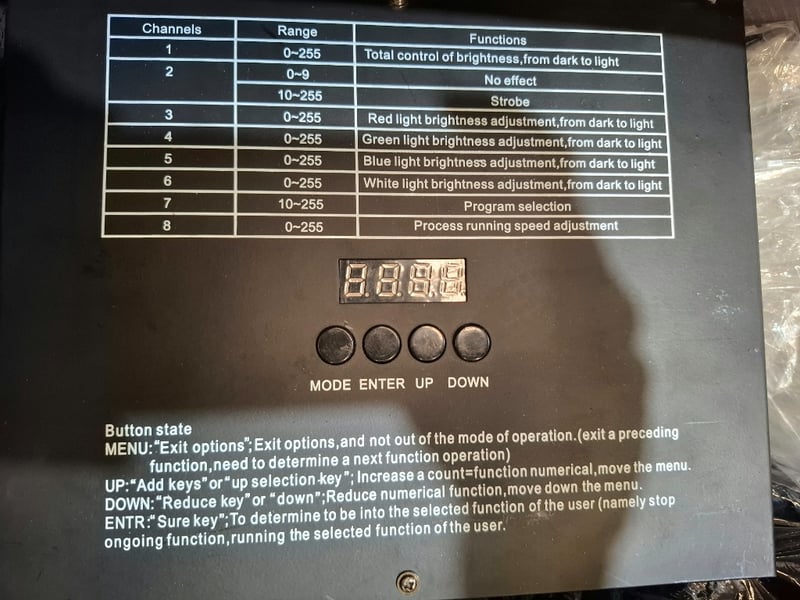 Channels Range Functions
1 0~255 Total control of brightness,from dark to light
2 0~9 No effect
10~255 Strobe
3 0~255 Red light brightness adjustment,from dark to light
4 0~255 Green light brightness adjustment,from dark to light
5 0~255 Blue light brightness adjustment,from dark to light
6 0~255 White light brightness adjustment,from dark to light
7 10~255 Program selection
8 0~255 Process running speed adjustment
MODE ENTER UP DOWN
Button state
MENU:"Exit options";Exit options,and not out of the mode of operation.(exit a preceding
function,need to determine a next function operation)
UP:"Add keys"or"up selection-key"; Increase a count=function numerical,move the menu.
DOWN:"Reduce key"or "down";Reduce numerical function,move down the menu.
ENTR:"Sure key";To determine to be into the selected function of the user (namely stop
ongoing function,running the selected function of the user.